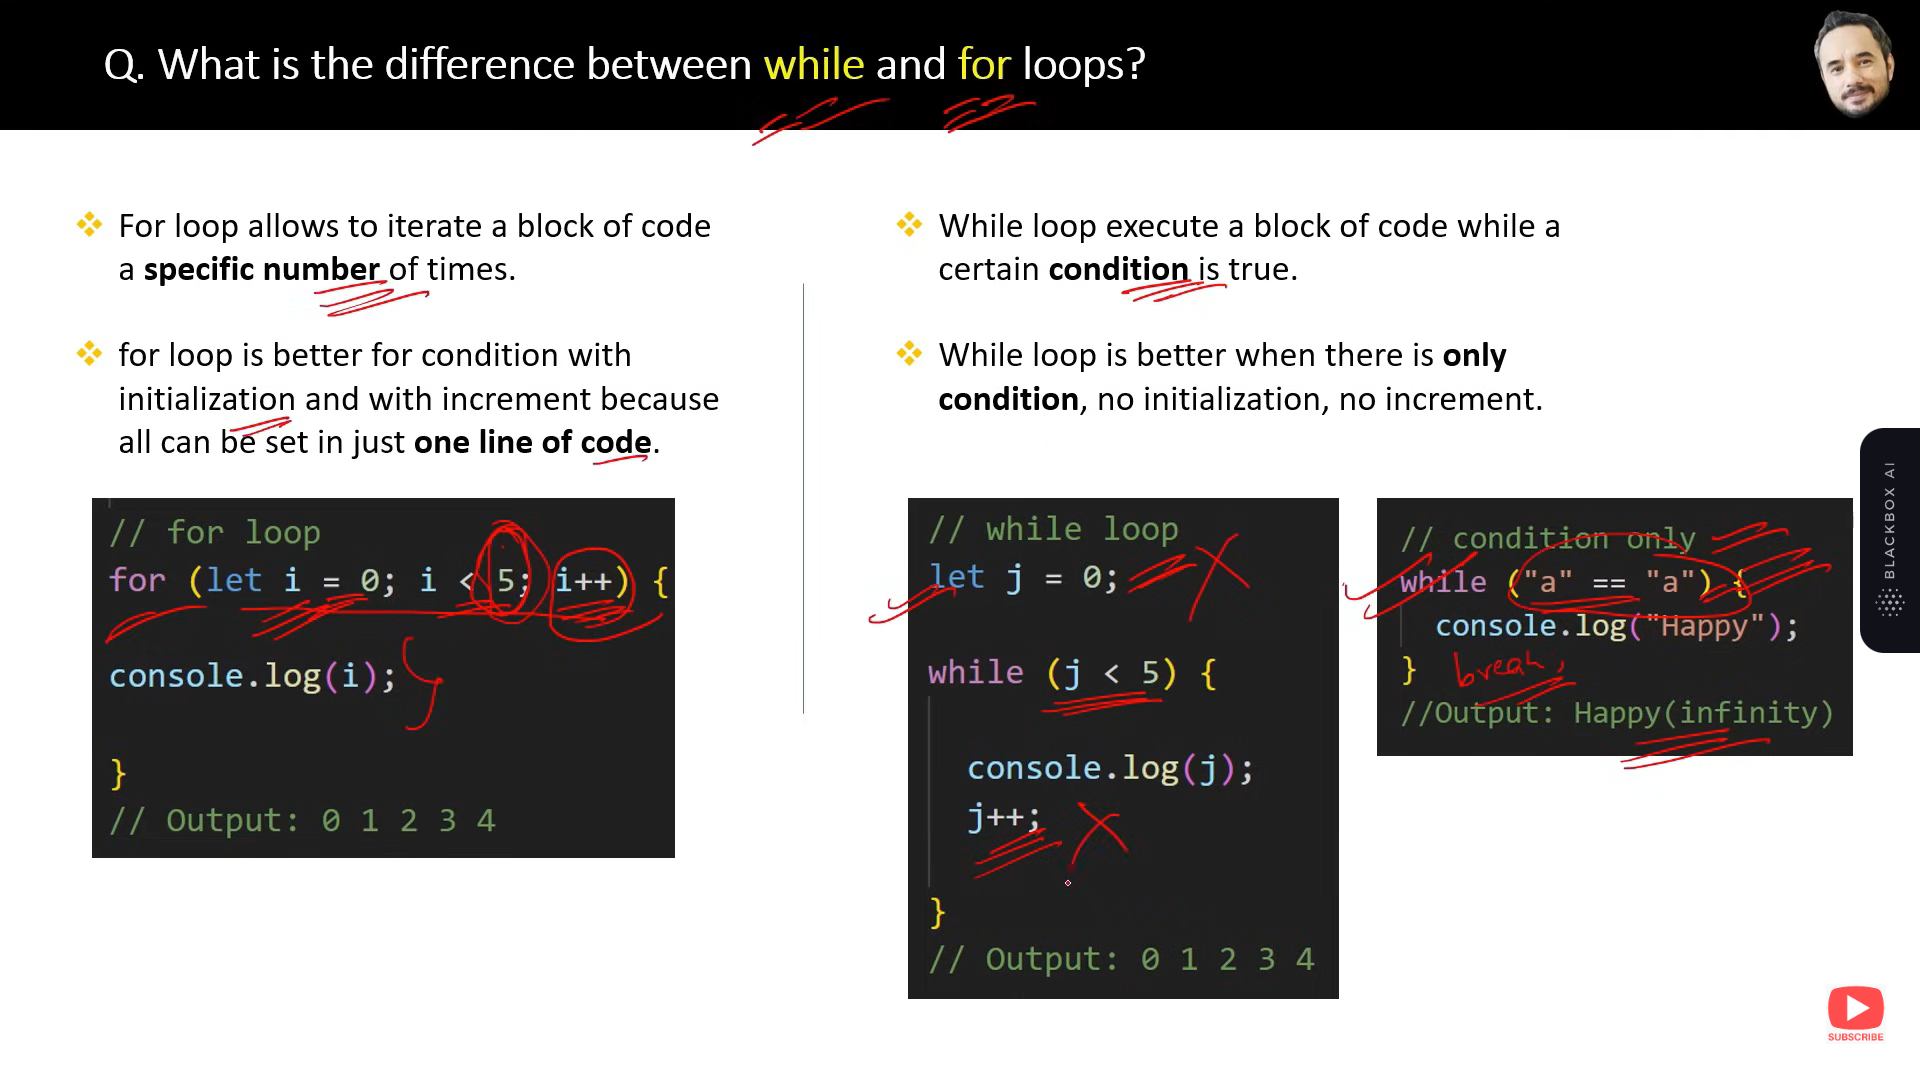 Q. What is the difference between while and for loops?
For loop allows to iterate a block of code
a specific number of times.
for loop is better for condition with
initialization and with increment because
all can be set in just one line of code.
// for loop
for (let i = 0; i < 5; i++) {
console.log(i);
}
// Output: 0 1 2 3 4
While loop execute a block of code while a
certain condition is true.
While loop is better when there is only
condition, no initialization, no increment.
// while loop
let j = 0;
while (j < 5) {
console.log(j);
j++;
}
// Output: 0 1 2 3 4
// condition only
while ("a" == "a") {
console.log("Happy");
} break;
//Output: Happy(infinity)
BLACKBOX AI
SUBSCRIBE